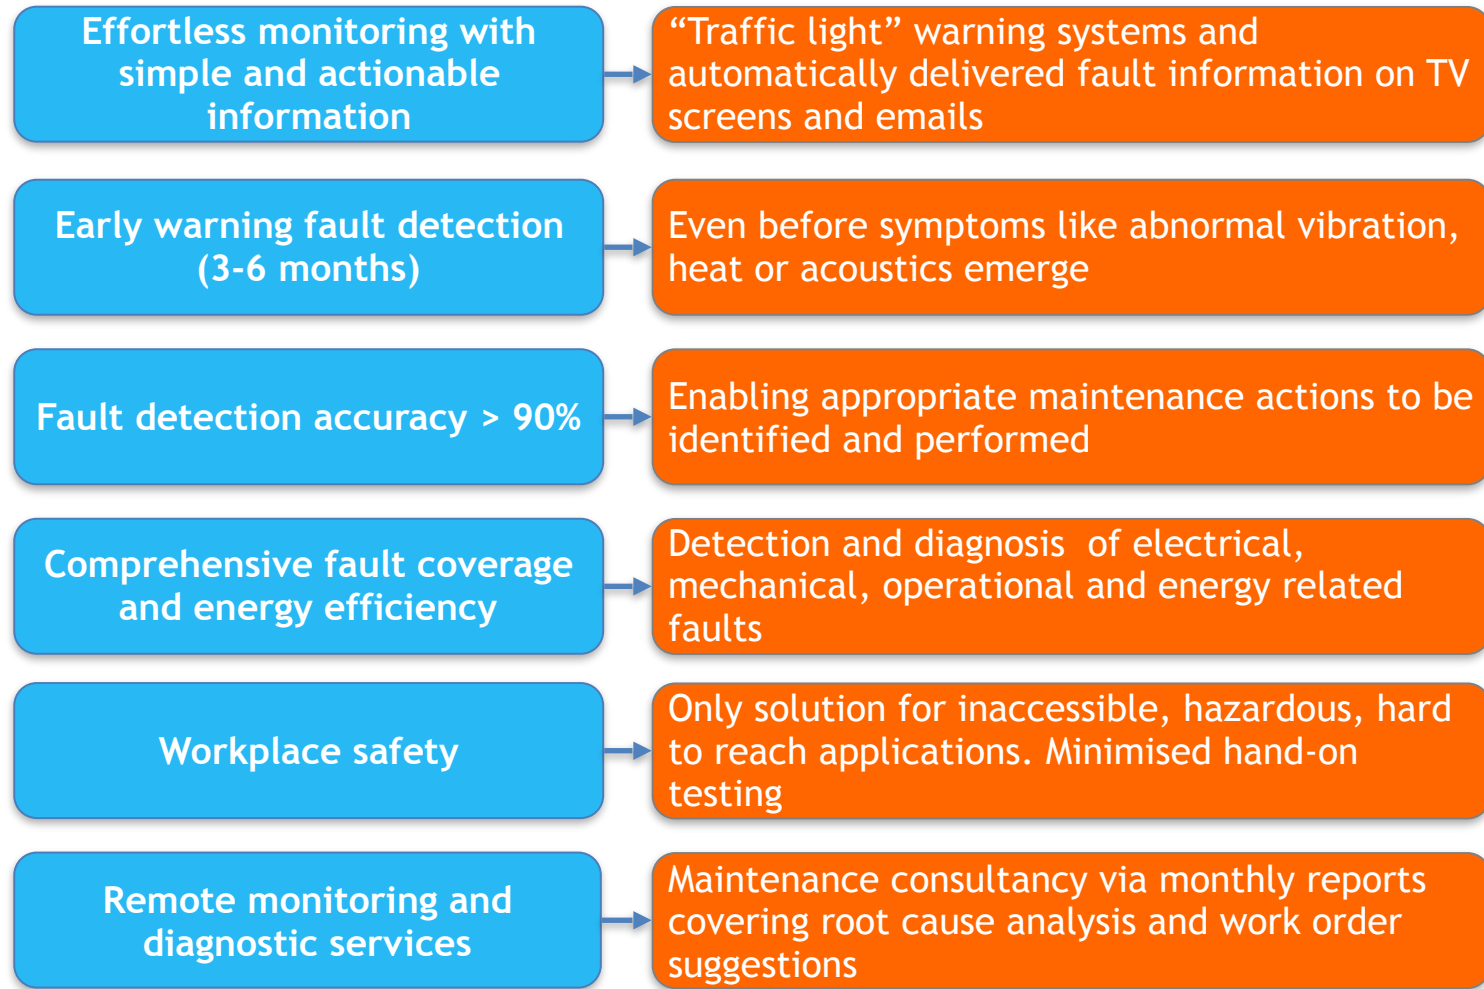 Effortless monitoring with
simple and actionable
information
“Traffic light” warning systems and
automatically delivered fault information on TV
screens and emails
Early warning fault detection
(3-6 months)
Even before symptoms like abnormal vibration,
heat or acoustics emerge
Fault detection accuracy > 90%
Enabling appropriate maintenance actions to be
identified and performed
Comprehensive fault coverage
and energy efficiency
Detection and diagnosis  of electrical,
mechanical, operational and energy related
faults
Workplace safety
Only solution for inaccessible, hazardous, hard
to reach applications. Minimised hand-on
testing
Remote monitoring and
diagnostic services
Maintenance consultancy via monthly reports
covering root cause analysis and work order
suggestions